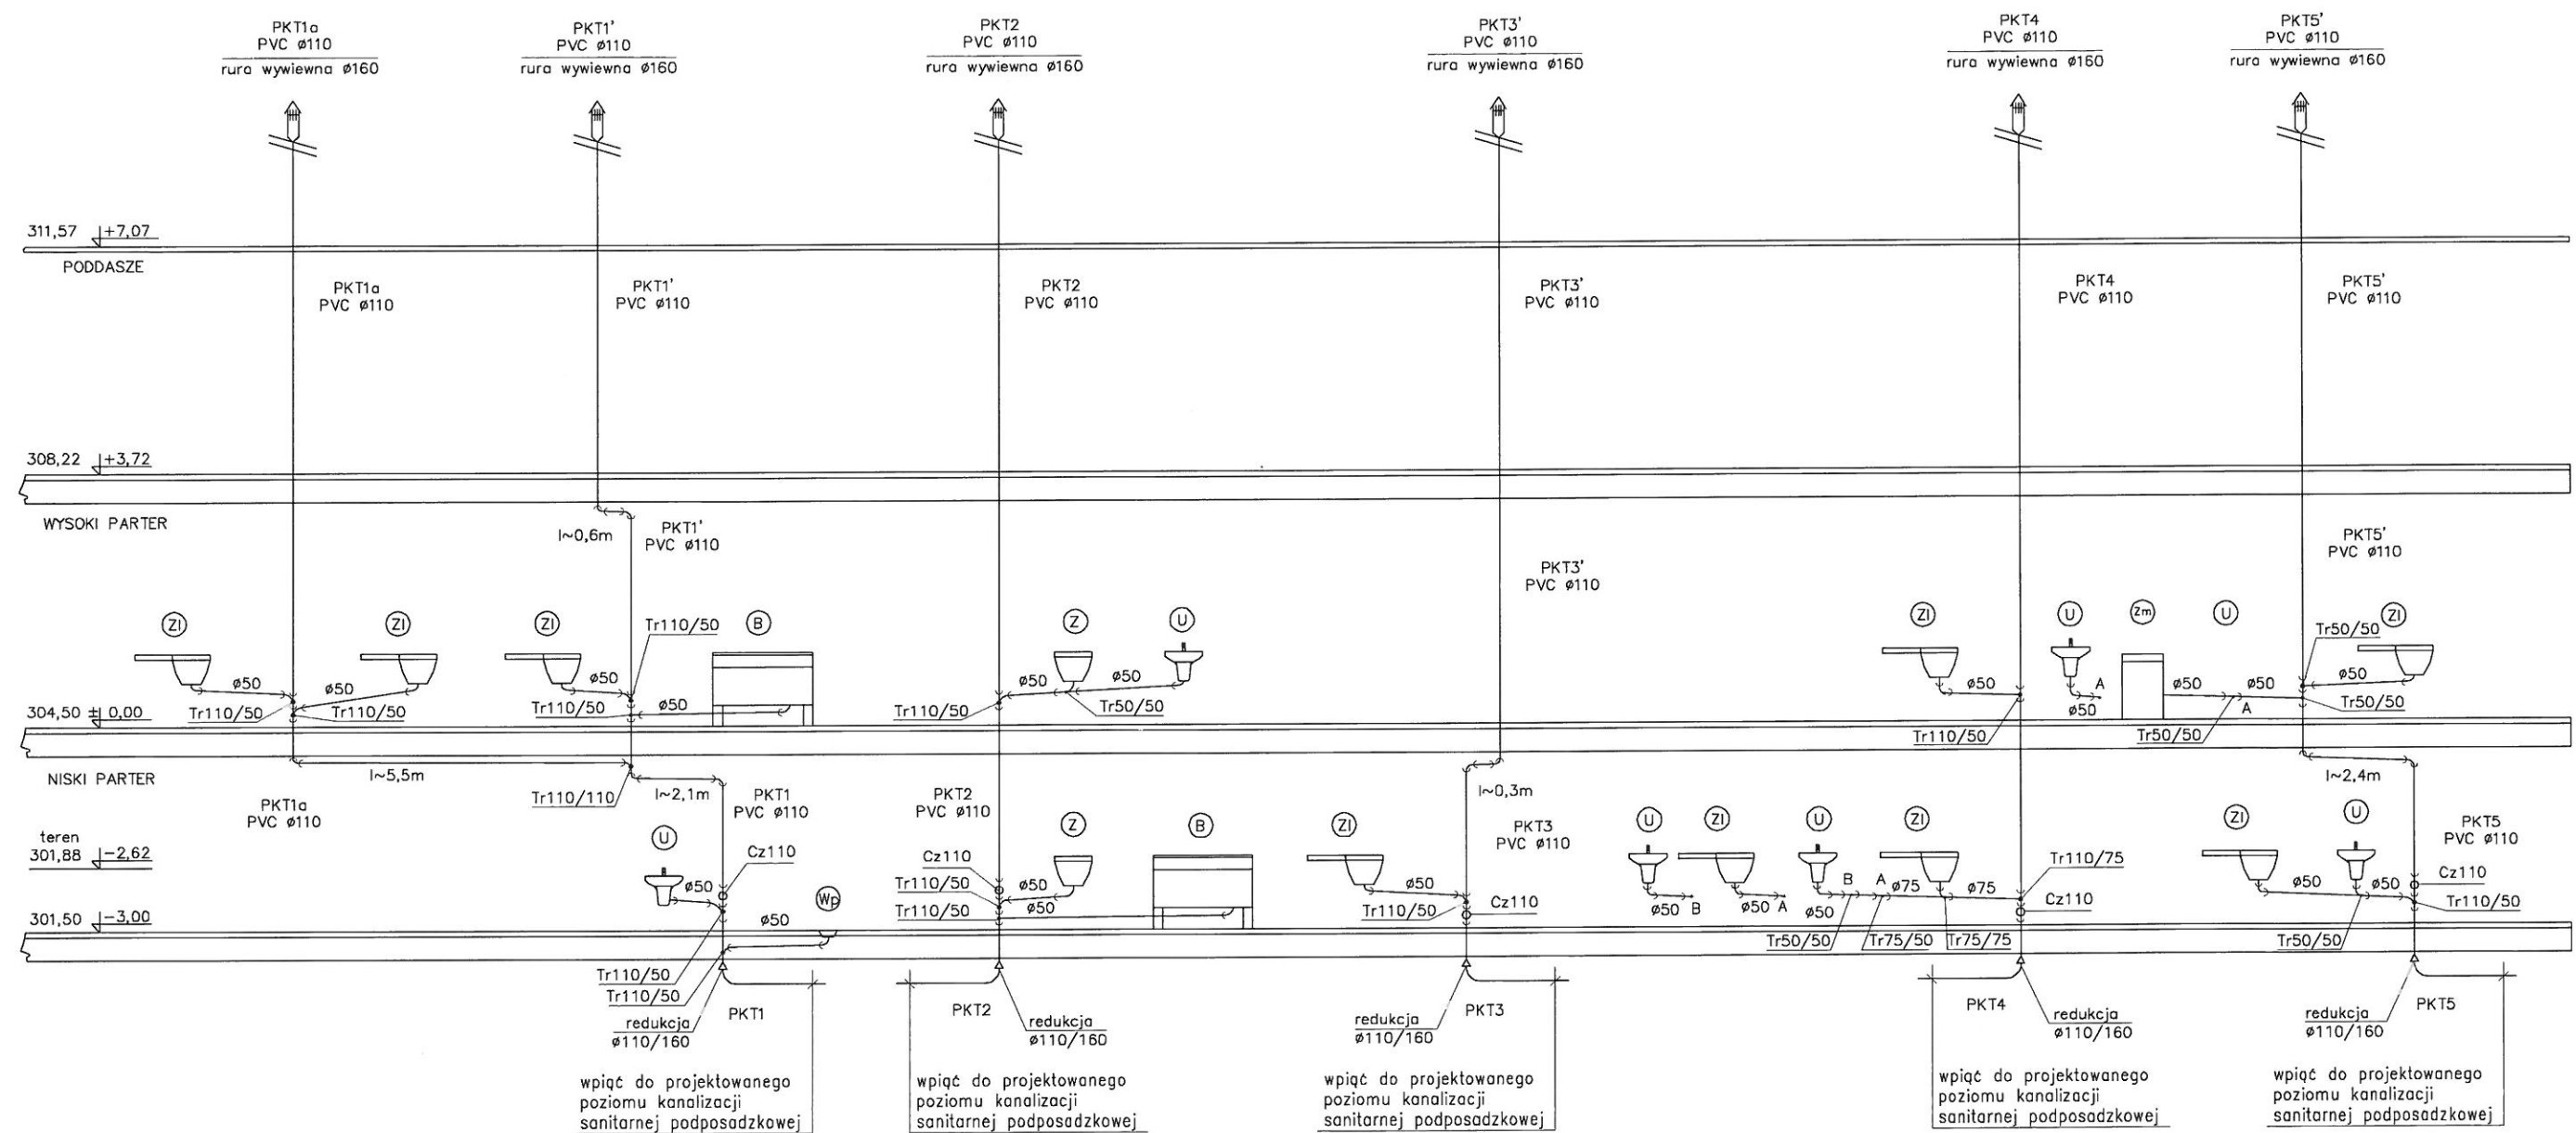 PKT1a
PVC ø110
rura wywiewna ø160
PKT1'
PVC ø110
rura wywiewna ø160
PKT2
PVC ø110
rura wywiewna ø160
PKT3'
PVC ø110
rura wywiewna ø160
PKT4
PVC ø110
rura wywiewna ø160
PKT5'
PVC ø110
rura wywiewna ø160
311,57 +7,07
PODDASZE
PKT1a
PVC ø110
PKT1'
PVC ø110
PKT2
PVC ø110
PKT3'
PVC ø110
PKT4
PVC ø110
PKT5'
PVC ø110
308,22 +3,72
WYSOKI PARTER
l~0,6m
PKT1'
PVC ø110
PKT3'
PVC ø110
PKT5'
PVC ø110
Zl
Zl
Zl
Tr110/50
B
Z
U
Zl
U
Zm
U
Tr50/50
Zl
ø50
ø50
ø50
ø50
ø50
ø50
ø50
A
ø50
ø50
ø50
ø50
304,50 ±0,00
Tr110/50
Tr110/50
Tr110/50
Tr110/50
Tr50/50
Tr110/50
ø50
Tr50/50
A
Tr50/50
NISKI PARTER
l~5,5m
Tr110/110
l~2,1m
l~0,3m
l~2,4m
PKT1a
PVC ø110
PKT1
PVC ø110
PKT2
PVC ø110
PKT3
PVC ø110
PKT5
PVC ø110
teren
301,88 -2,62
U
Cz110
Cz110
Z
B
Zl
U
Zl
U
Zl
Tr110/75
Zl
U
Cz110
ø50
Wp
Tr110/50
ø50
ø50
Cz110
B
A
ø75
ø75
Cz110
ø50
ø50
301,50 -3,00
ø50
Tr110/50
ø50
Tr110/50
ø50
B
ø50
A
ø50
Tr110/50
Tr50/50
Tr75/50
Tr75/75
Tr50/50
Tr110/50
Tr110/50
PKT1
redukcja
ø110/160
PKT2
redukcja
ø110/160
redukcja
ø110/160
PKT3
PKT4
redukcja
ø110/160
redukcja
ø110/160
PKT5
wpiąć do projektowanego
poziomu kanalizacji
sanitarnej podposadzkowej
wpiąć do projektowanego
poziomu kanalizacji
sanitarnej podposadzkowej
wpiąć do projektowanego
poziomu kanalizacji
sanitarnej podposadzkowej
wpiąć do projektowanego
poziomu kanalizacji
sanitarnej podposadzkowej
wpiąć do projektowanego
poziomu kanalizacji
sanitarnej podposadzkowej